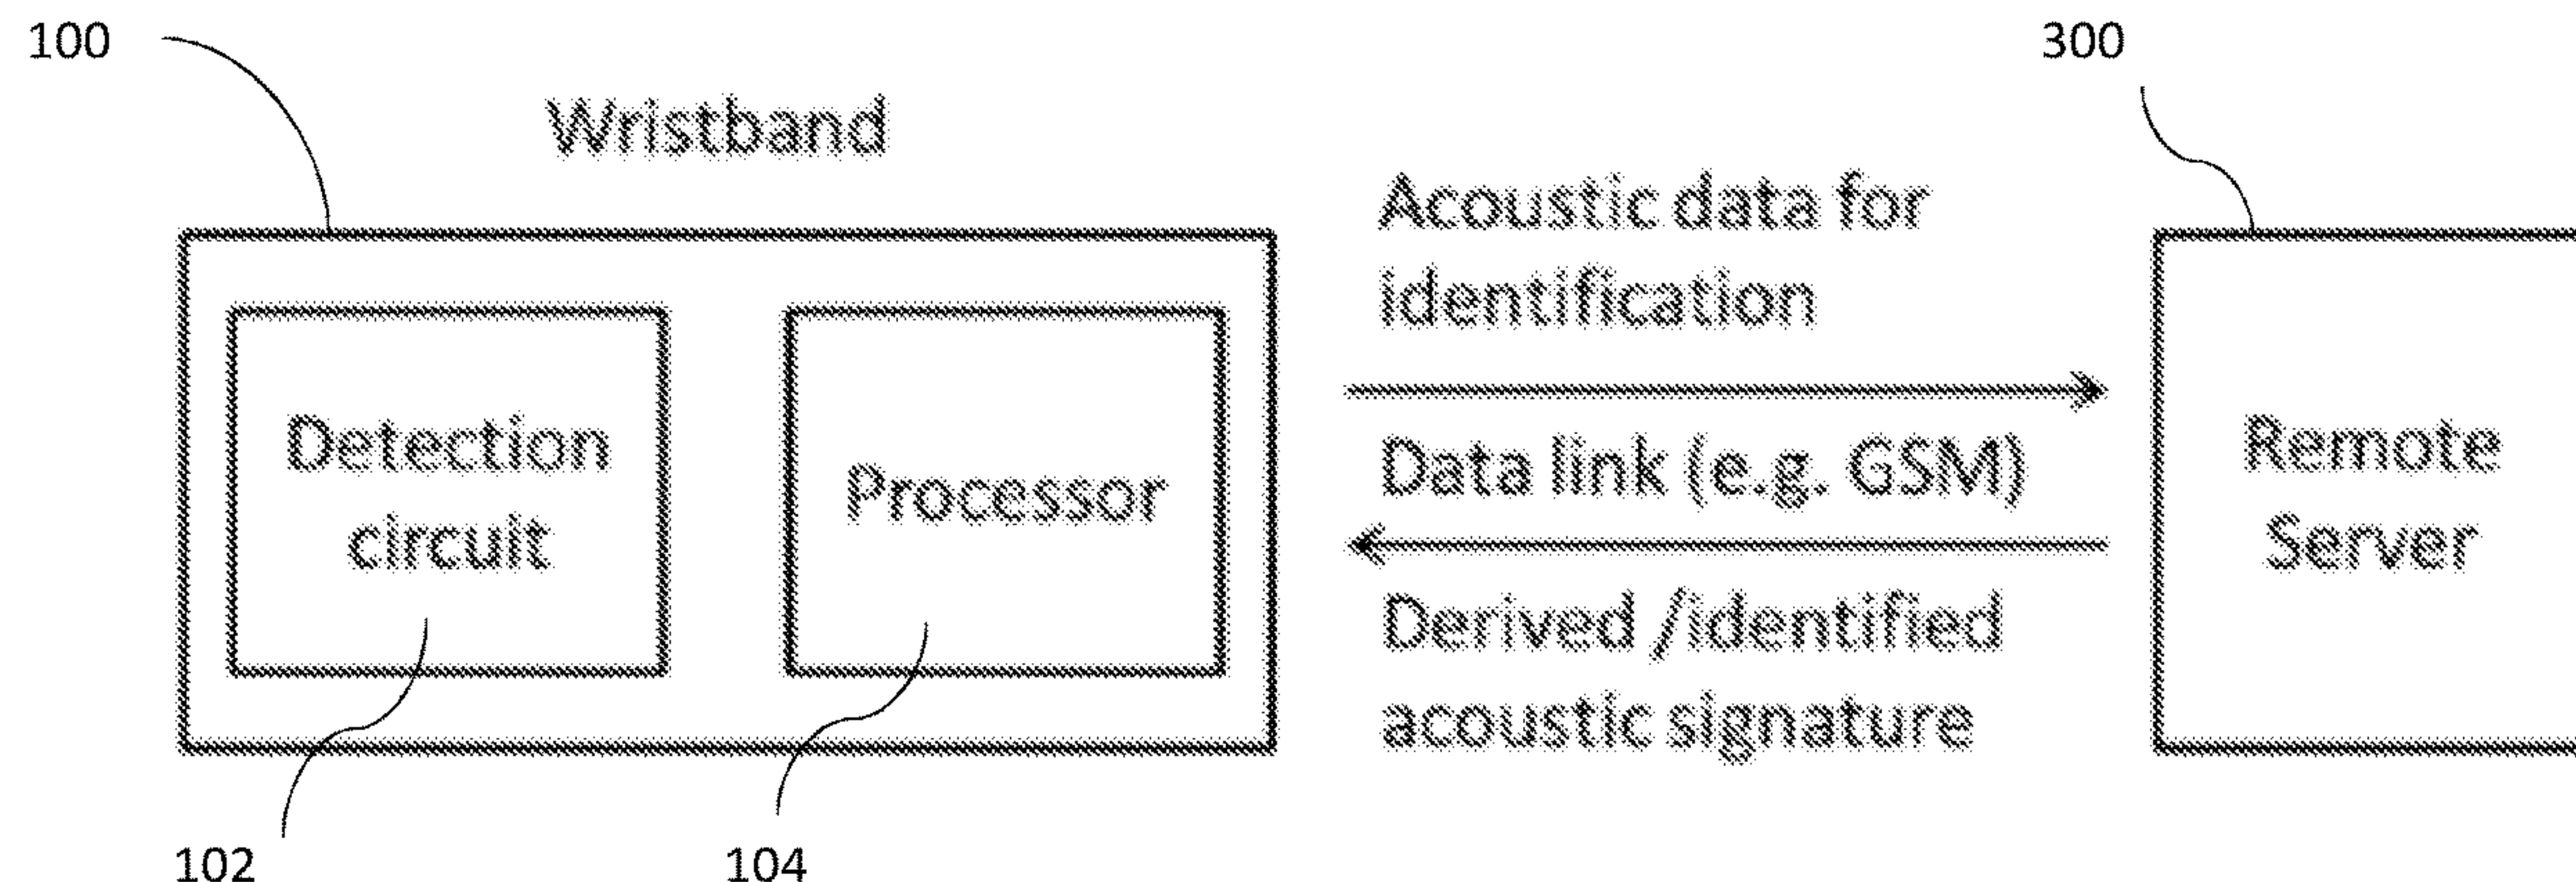 100
300
Wristband
Acoustic data for
identification
Detection
circuit
Processor
Data link (e.g. GSM)
Derived /identified
acoustic signature
Remote
Server
102
104